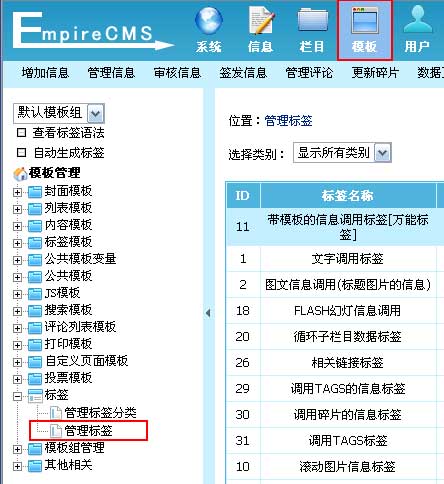 EmpireCMS
系统 信息 栏目 模板 用户
增加信息 管理信息 审核信息 签发信息 管理评论 更新碎片 数据
默认模板组
查看标签语法
自动生成标签
模板管理
封面模板
列表模板
内容模板
标签模板
公共模板变量
公共模板
JS模板
搜索模板
评论列表模板
打印模板
自定义页面模板
投票模板
标签
管理标签分类
管理标签
模板组管理
其他相关
位置：管理标签
选择类别： 显示所有类别
ID 标签名称
11 带模板的信息调用标签[万能标
签]
1 文字调用标签
2 图文信息调用(标题图片的信息)
18 FLASH幻灯信息调用
20 循环子栏目数据标签
26 相关链接标签
29 调用TAGS的信息标签
30 调用碎片的信息标签
31 调用TAGS标签
10 滚动图片信息标签